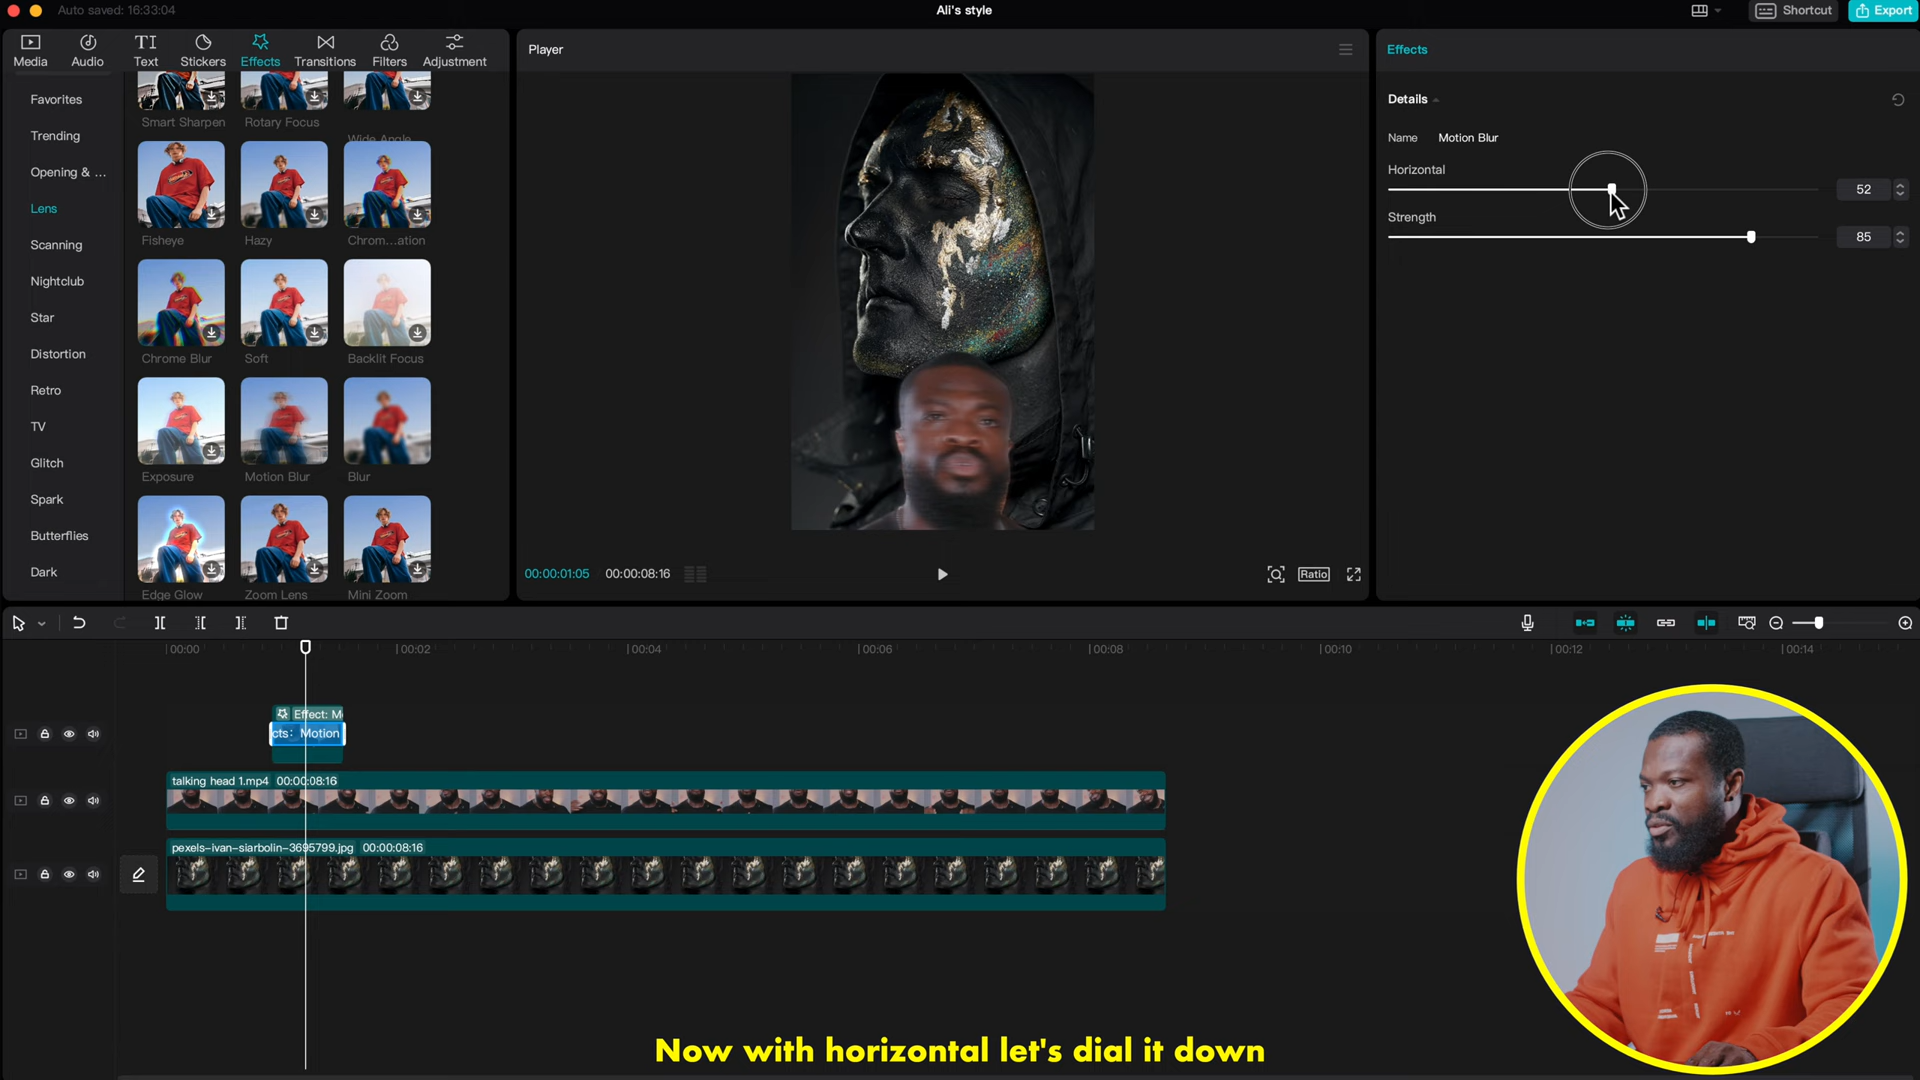 Auto saved: 16:33:04
Ali's style
Shortcut
Export
Media
Audio
Text
Stickers
Effects
Transitions
Filters
Adjustment
Player
Effects
Favorites
Trending
Opening & ...
Lens
Scanning
Nightclub
Star
Distortion
Retro
TV
Glitch
Spark
Butterflies
Dark
Smart Sharpen
Rotary Focus
Wide Angle
Fisheye
Hazy
Chrom...ation
Chrome Blur
Soft
Backlit Focus
Exposure
Motion Blur
Blur
Edge Glow
Zoom Lens
Mini Zoom
Details
Name Motion Blur
Horizontal
52
Strength
85
00:00:01:05 00:00:08:16
Ratio
00:00
00:02
00:04
00:06
00:08
00:10
00:12
00:14
Effect: M
cts: Motion
talking head 1.mp4 00:00:08:16
pexels-ivan-siarbolin-3695799.jpg 00:00:08:16
Now with horizontal let's dial it down